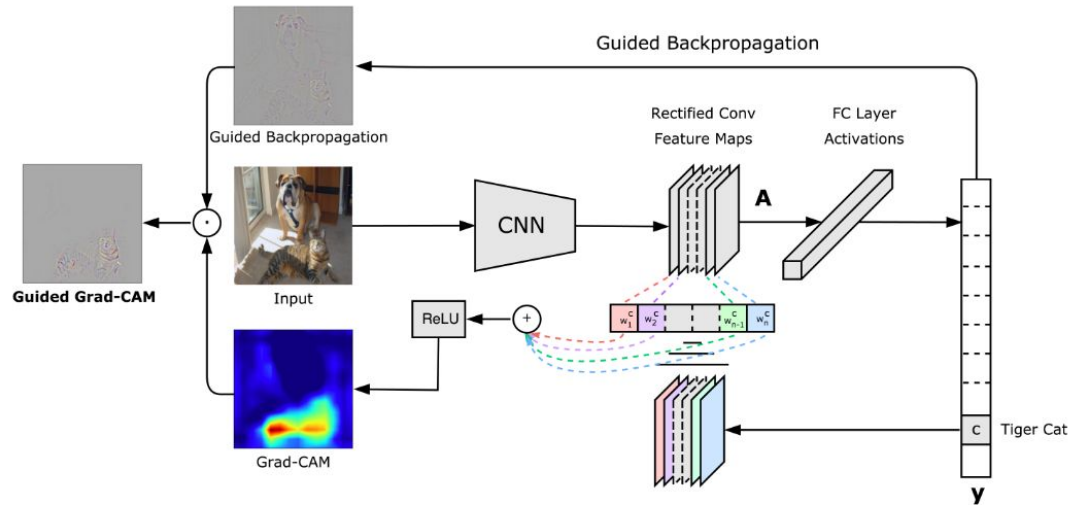 Guided Backpropagation
Rectified Conv
Feature Maps
FC Layer
Activations
Guided Backpropagation
A
CNN
Guided Grad-CAM
Input
ReLU
+
w₁ᶜ
w₂ᶜ
wₙ₋₁ᶜ
wₙᶜ
c
Tiger Cat
Grad-CAM
y